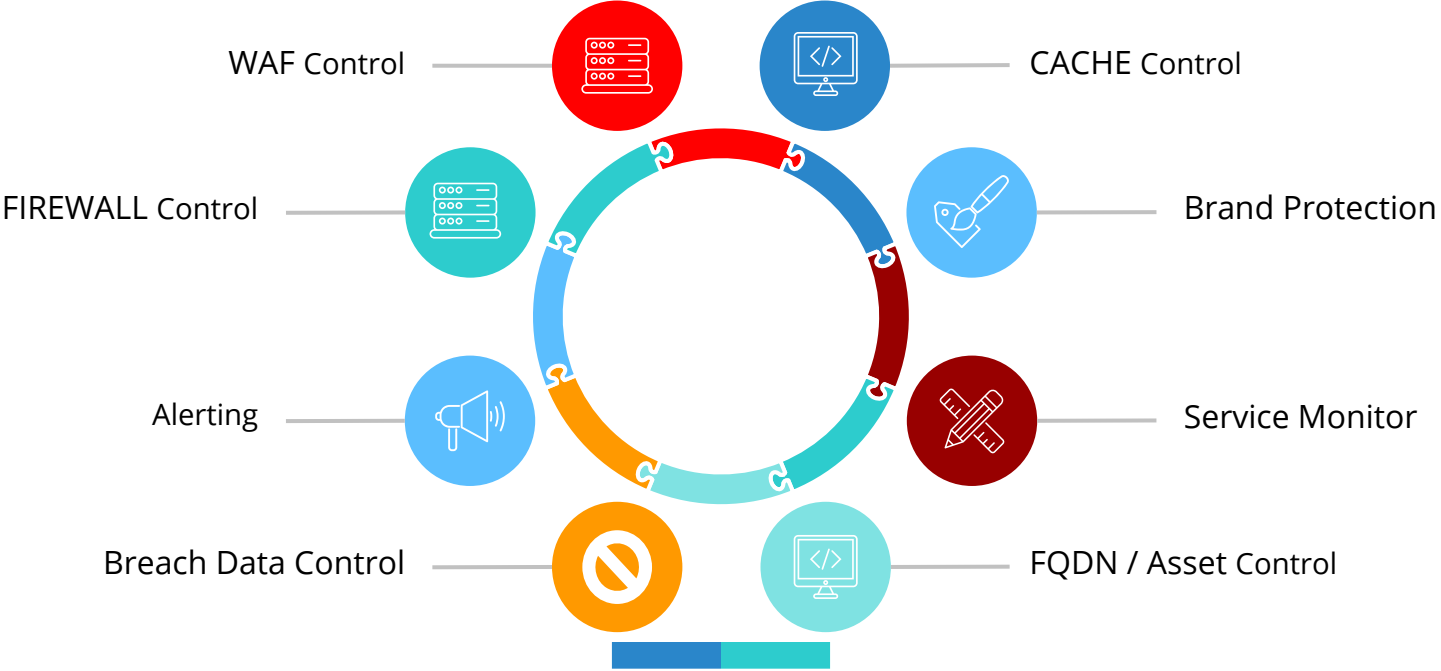 WAF Control
CACHE Control
FIREWALL Control
Brand Protection
Alerting
Service Monitor
Breach Data Control
FQDN / Asset Control